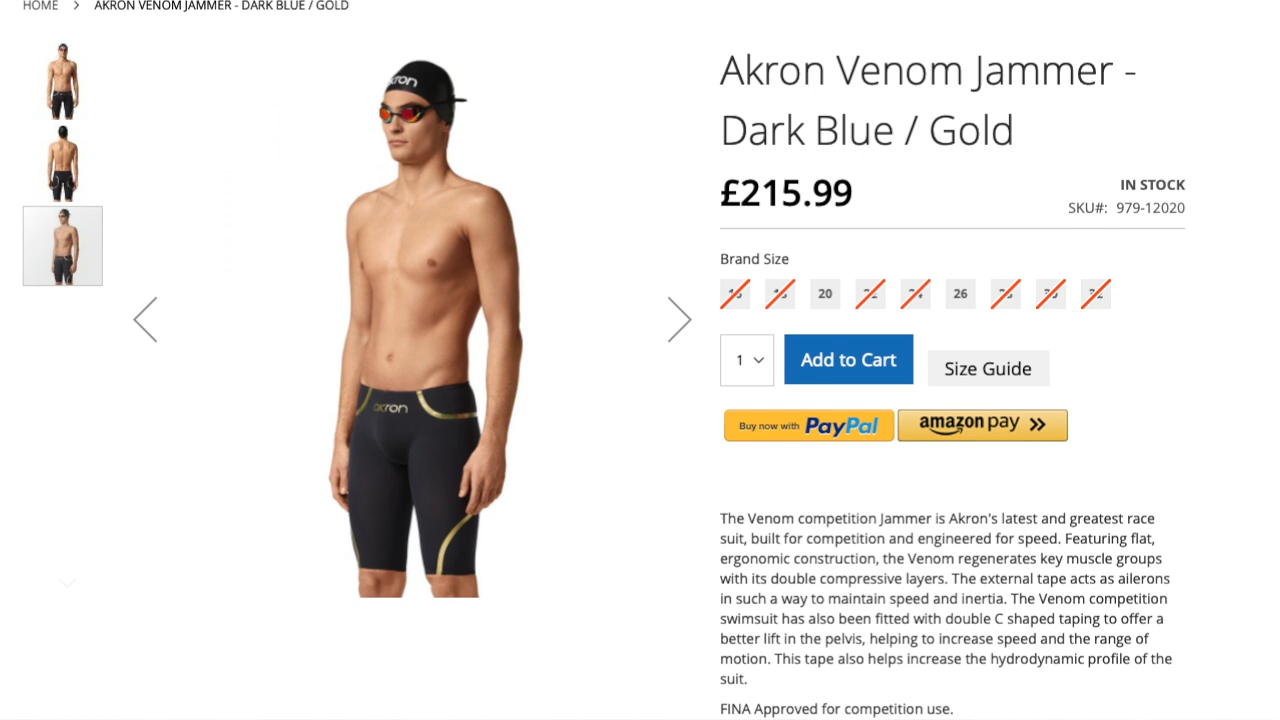 HOME > AKRON VENOM JAMMER - DARK BLUE / GOLD
akron
Akron Venom Jammer -
Dark Blue / Gold
£215.99
IN STOCK
SKU#: 979-12020
Brand Size
20 26
1 Add to Cart Size Guide
Buy now with PayPal amazon pay
The Venom competition Jammer is Akron's latest and greatest race
suit, built for competition and engineered for speed. Featuring flat,
ergonomic construction, the Venom regenerates key muscle groups
with its double compressive layers. The external tape acts as ailerons
in such a way to maintain speed and inertia. The Venom competition
swimsuit has also been fitted with double C shaped taping to offer a
better lift in the pelvis, helping to increase speed and the range of
motion. This tape also helps increase the hydrodynamic profile of the
suit.
FINA Approved for competition use.